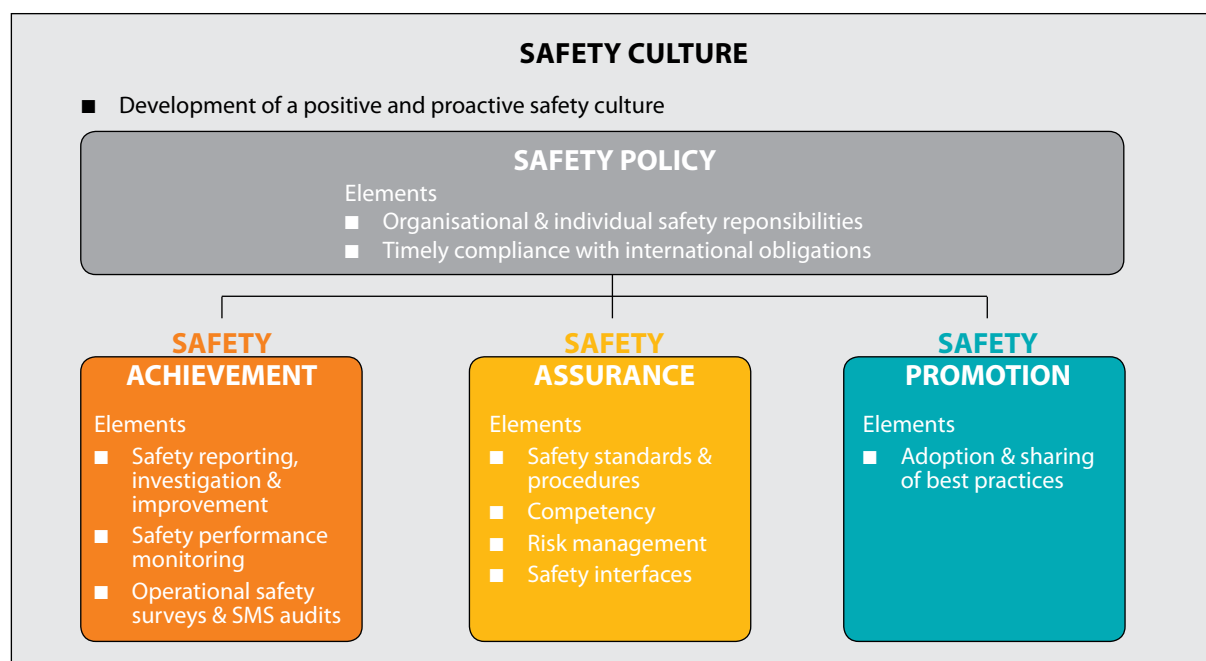 SAFETY CULTURE
■ Development of a positive and proactive safety culture
SAFETY POLICY
Elements
■ Organisational & individual safety reponsibilities
■ Timely compliance with international obligations
SAFETY
ACHIEVEMENT
Elements
■ Safety reporting,
investigation &
improvement
■ Safety performance
monitoring
■ Operational safety
surveys & SMS audits
SAFETY
ASSURANCE
Elements
■ Safety standards &
procedures
■ Competency
■ Risk management
■ Safety interfaces
SAFETY
PROMOTION
Elements
■ Adoption & sharing
of best practices